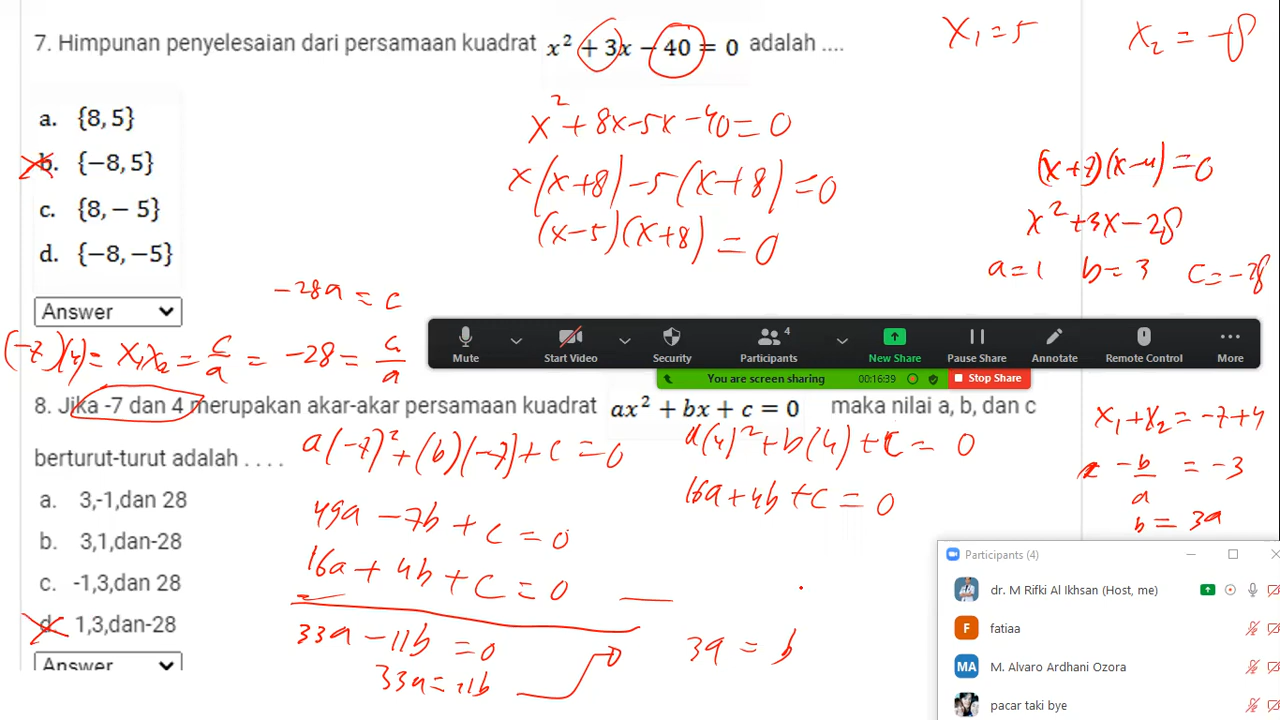 7. Himpunan penyelesaian dari persamaan kuadrat x² + 3x − 40 = 0 adalah ....
x₁ = 5
x₂ = -8
a. {8, 5}
b. {−8, 5}
c. {8, − 5}
d. {−8, −5}
Answer
x² + 8x - 5x - 40 = 0
x(x+8) - 5(x+8) = 0
(x-5)(x+8) = 0
(x+7)(x-4) = 0
x² + 3x - 28
a = 1 b = 3 c = -28
-28a = c
(-7)(4) = x₁x₂ = c/a = -28 = c/a
Mute
Start Video
Security
4
Participants
New Share
Pause Share
Annotate
Remote Control
More
You are screen sharing
00:16:39
Stop Share
8. Jika -7 dan 4 merupakan akar-akar persamaan kuadrat ax² + bx + c = 0 maka nilai a, b, dan c
berturut-turut adalah . . . .
a. 3,-1,dan 28
b. 3,1,dan-28
c. -1,3,dan 28
d. 1,3,dan-28
Answer
a(-7)² + (b)(-7) + c = 0
49a - 7b + c = 0
16a + 4b + c = 0
33a - 11b = 0
33a = 11b
a(4)² + b(4) + c = 0
16a + 4b + c = 0
3a = b
x₁ + x₂ = -7+4
-b/a = -3
b = 3a
Participants (4)
dr. M Rifki Al Ikhsan (Host, me)
F fatiaa
MA M. Alvaro Ardhani Ozora
pacar taki bye